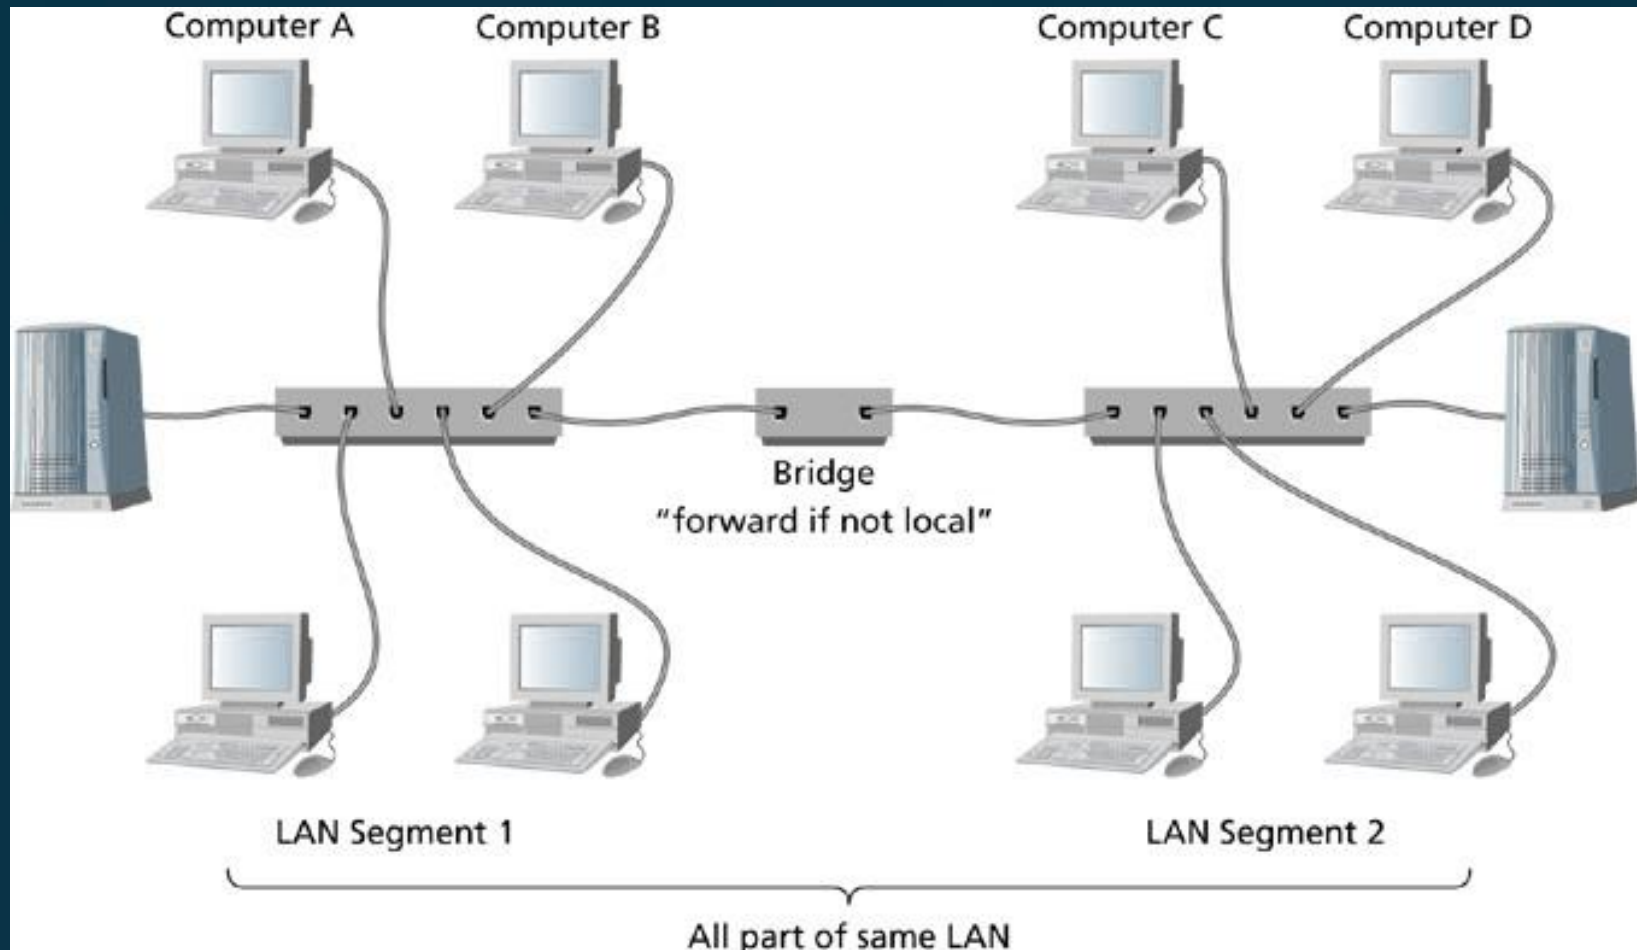 Computer A
Computer B
Computer C
Computer D
Bridge
“forward if not local”
LAN Segment 1
LAN Segment 2
All part of same LAN